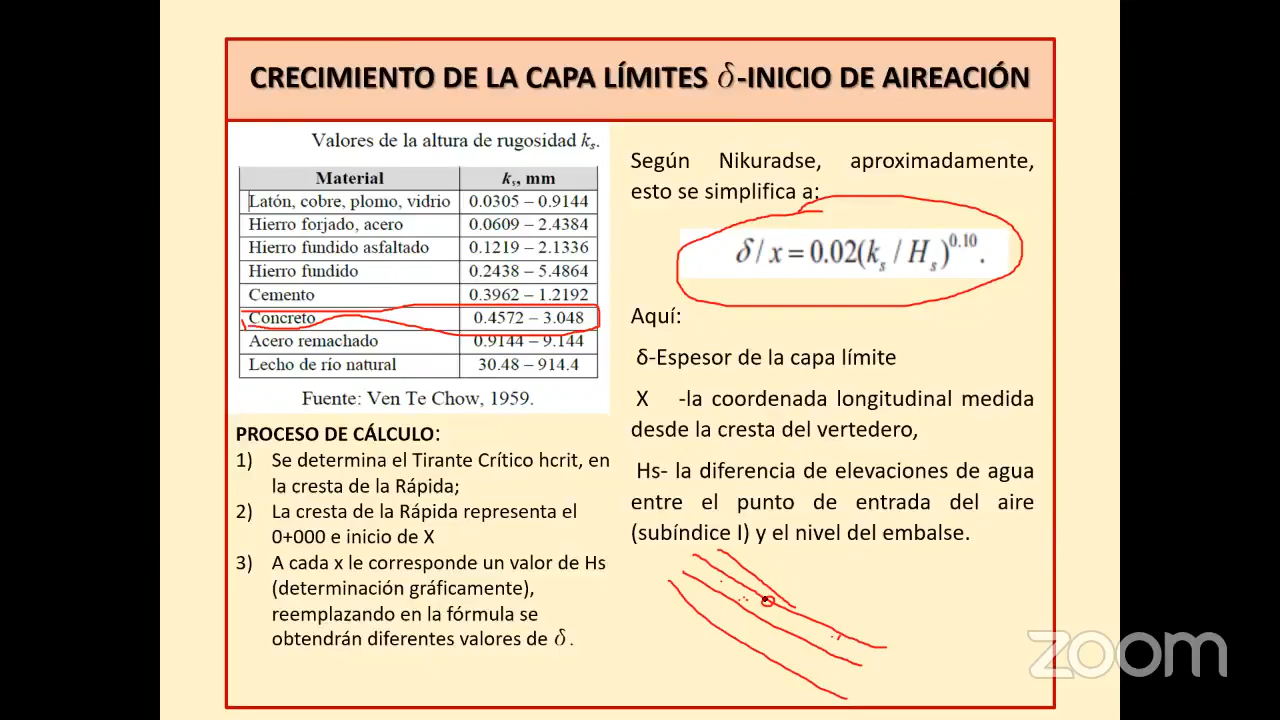 CRECIMIENTO DE LA CAPA LÍMITES δ-INICIO DE AIREACIÓN
Valores de la altura de rugosidad ks.
Material ks, mm
Latón, cobre, plomo, vidrio 0.0305 – 0.9144
Hierro forjado, acero 0.0609 – 2.4384
Hierro fundido asfaltado 0.1219 – 2.1336
Hierro fundido 0.2438 – 5.4864
Cemento 0.3962 – 1.2192
Concreto 0.4572 – 3.048
Acero remachado 0.9144 – 9.144
Lecho de río natural 30.48 – 914.4
Fuente: Ven Te Chow, 1959.
PROCESO DE CÁLCULO:
1) Se determina el Tirante Crítico hcrit, en
la cresta de la Rápida;
2) La cresta de la Rápida representa el
0+000 e inicio de X
3) A cada x le corresponde un valor de Hs
(determinación gráficamente),
reemplazando en la fórmula se
obtendrán diferentes valores de δ.
Según Nikuradse, aproximadamente,
esto se simplifica a:
δ / x = 0.02(ks / Hs)^0.10.
Aquí:
δ-Espesor de la capa límite
X -la coordenada longitudinal medida
desde la cresta del vertedero,
Hs- la diferencia de elevaciones de agua
entre el punto de entrada del aire
(subíndice I) y el nivel del embalse.
zoom